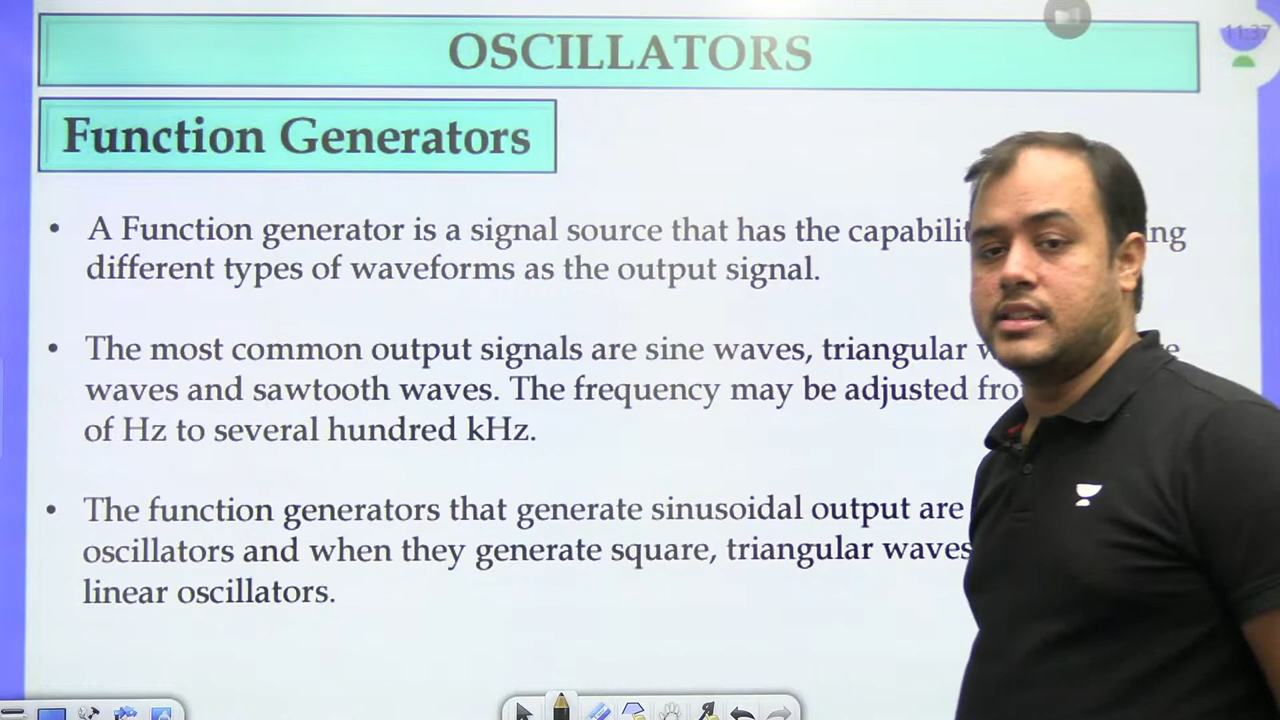 OSCILLATORS
11:37
Function Generators
• A Function generator is a signal source that has the
different types of waveforms as the output signal.
• The most common output signals are sine waves, triangular
waves and sawtooth waves. The frequency may be adjusted
of Hz to several hundred kHz.
• The function generators that generate sinusoidal output are
oscillators and when they generate square, triangular waves
linear oscillators.